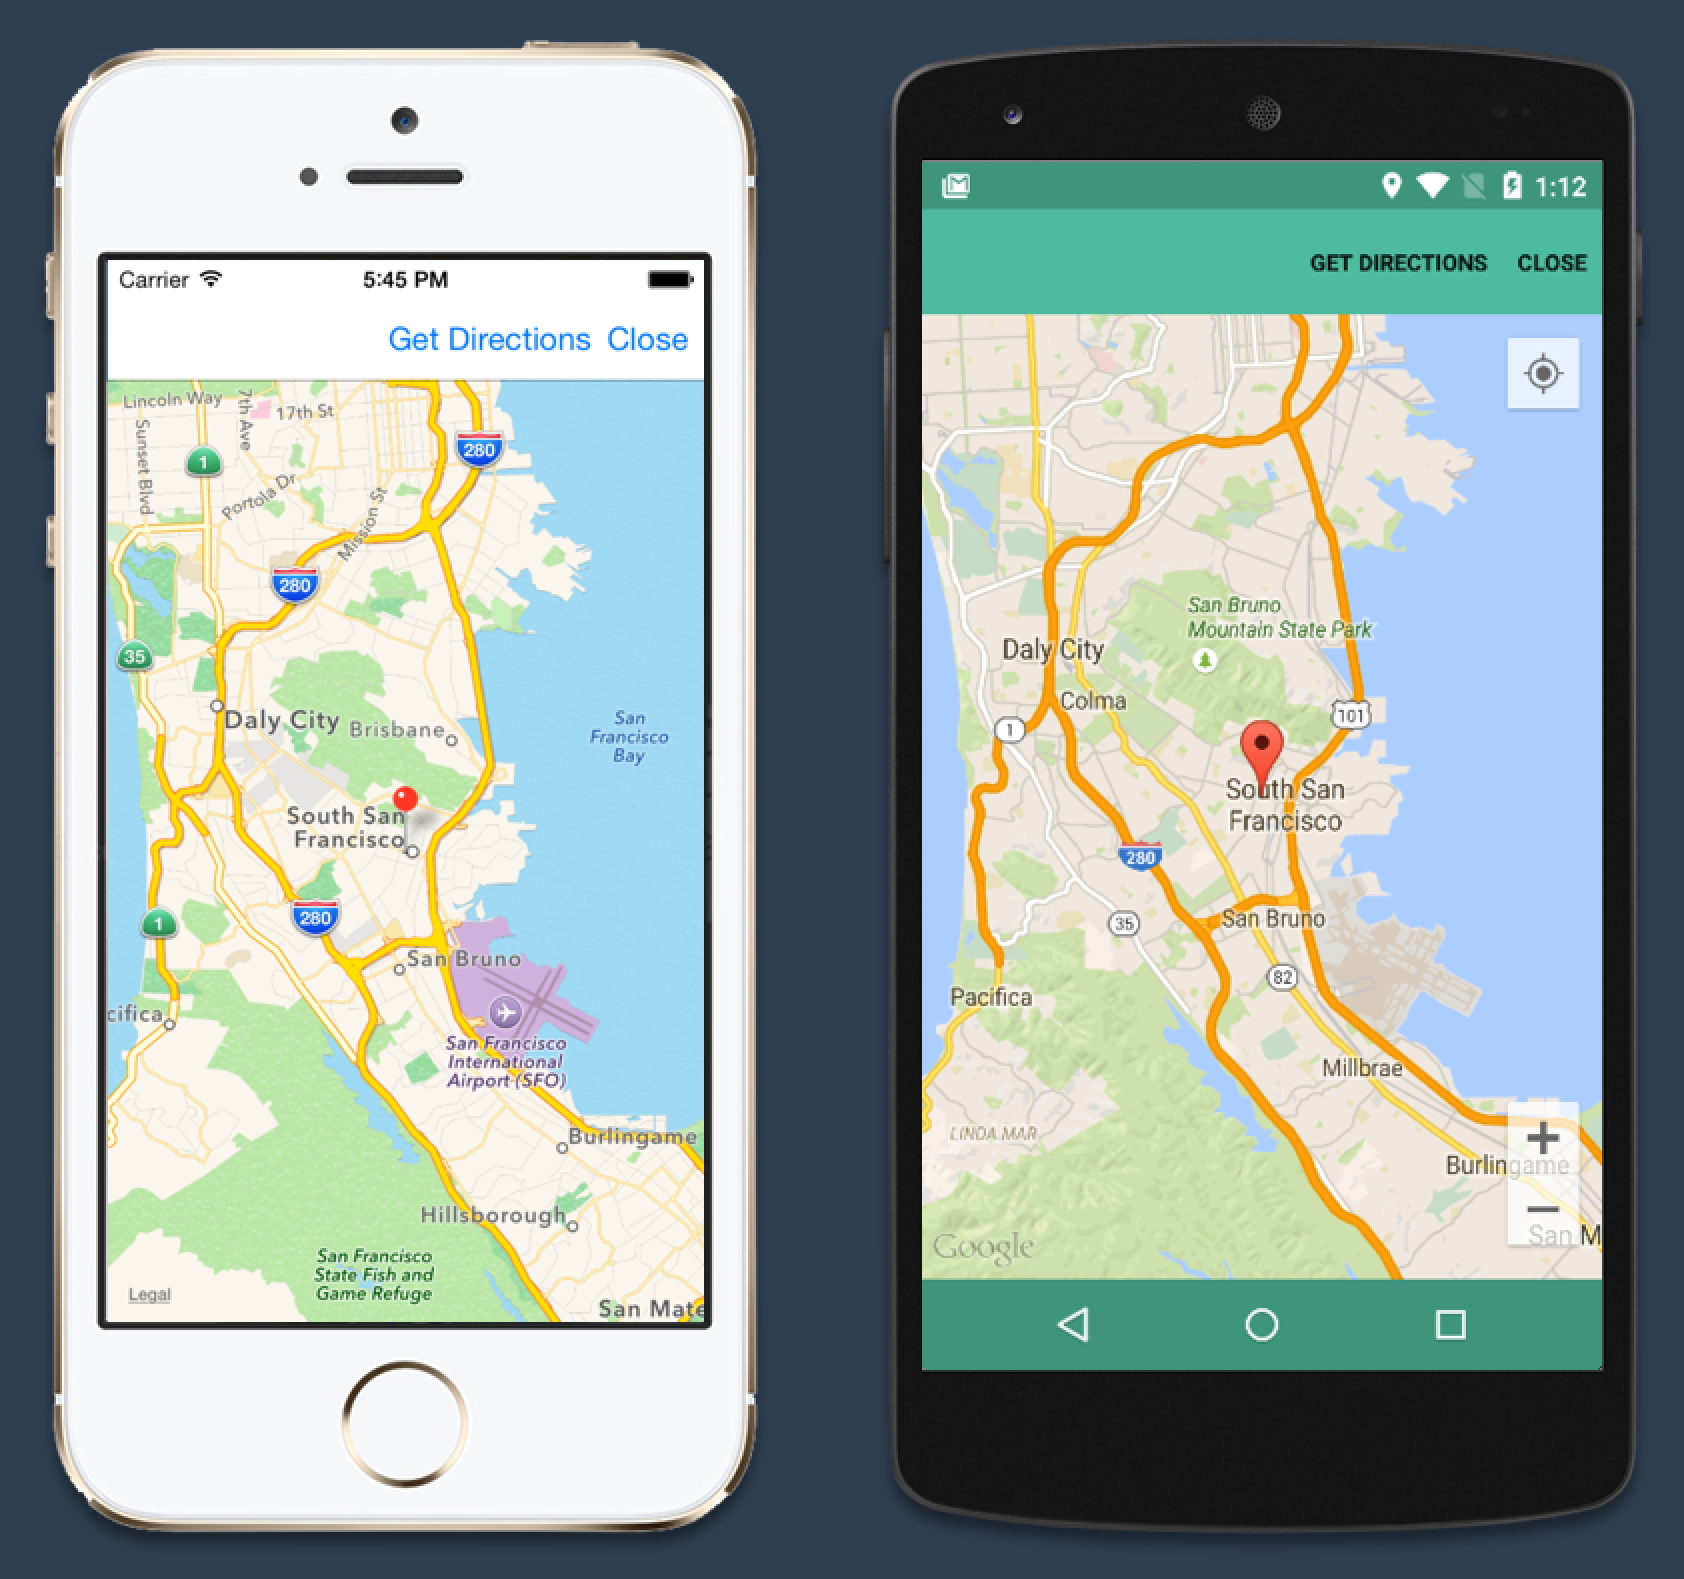 Carrier
5:45 PM
Get Directions Close
Lincoln Way
7th Ave
17th St
Sunset Blvd
1
280
Portola Dr
Mission St
280
35
Daly City
Brisbane
San
Francisco
Bay
South San
Francisco
1
280
San Bruno
cifica
San Francisco
International
Airport (SFO)
Burlingame
Hillsborough
San Francisco
State Fish and
Game Refuge
Legal
San Mate
1:12
GET DIRECTIONS CLOSE
San Bruno
Mountain State Park
Daly City
Colma
101
1
South San
Francisco
280
35
San Bruno
82
Pacifica
Millbrae
LINDA MAR
+
Burlingame
−
San M
Google